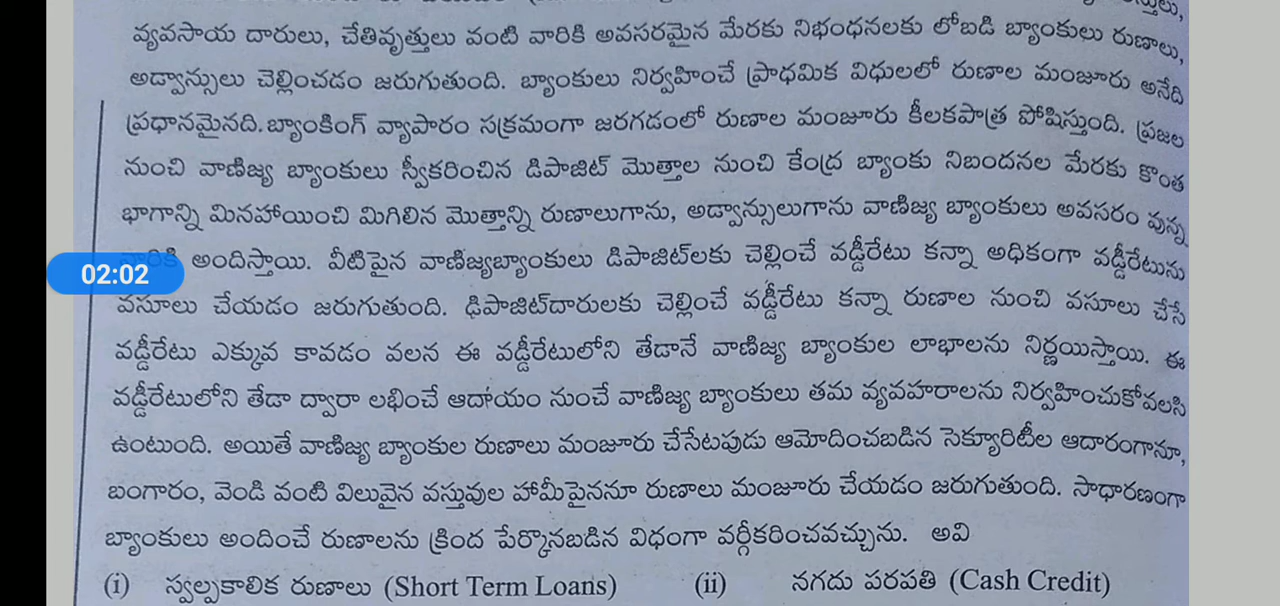 వ్యవసాయ దారులు, చేతివృత్తులు వంటి వారికి అవసరమైన మేరకు నిభంధనలకు లోబడి బ్యాంకులు రుణాలు,
అడ్వాన్సులు చెల్లించడం జరుగుతుంది. బ్యాంకులు నిర్వహించే ప్రాధమిక విధులలో రుణాల మంజూరు అనేది
ప్రధానమైనది. బ్యాంకింగ్ వ్యాపారం సక్రమంగా జరగడంలో రుణాల మంజూరు కీలకపాత్ర పోషిస్తుంది. ప్రజల
నుంచి వాణిజ్య బ్యాంకులు స్వీకరించిన డిపాజిట్ మొత్తాల నుంచి కేంద్ర బ్యాంకు నిబందనల మేరకు కొంత
భాగాన్ని మినహాయించి మిగిలిన మొత్తాన్ని రుణాలుగాను, అడ్వాన్సులుగాను వాణిజ్య బ్యాంకులు అవసరం వున్న
02:02 అందిస్తాయి. వీటిపైన వాణిజ్యబ్యాంకులు డిపాజిట్‌లకు చెల్లించే వడ్డీరేటు కన్నా అధికంగా వడ్డీరేటును
వసూలు చేయడం జరుగుతుంది. ఢిపాజిట్‌దారులకు చెల్లించే వడ్డీరేటు కన్నా రుణాల నుంచి వసూలు చేసే
వడ్డీరేటు ఎక్కువ కావడం వలన ఈ వడ్డీరేటులోని తేడానే వాణిజ్య బ్యాంకుల లాభాలను నిర్ణయిస్తాయి. ఈ
వడ్డీరేటులోని తేడా ద్వారా లభించే ఆదాయం నుంచే వాణిజ్య బ్యాంకులు తమ వ్యవహరాలను నిర్వహించుకోవలసి
ఉంటుంది. అయితే వాణిజ్య బ్యాంకుల రుణాలు మంజూరు చేసేటపుడు ఆమోదించబడిన సెక్యూరిటీల ఆదారంగానూ,
బంగారం, వెండి వంటి విలువైన వస్తువుల హామీపైననూ రుణాలు మంజూరు చేయడం జరుగుతుంది. సాధారణంగా
బ్యాంకులు అందించే రుణాలను క్రింద పేర్కొనబడిన విధంగా వర్గీకరించవచ్చును. అవి
(i) స్వల్పకాలిక రుణాలు (Short Term Loans) (ii) నగదు పరపతి (Cash Credit)